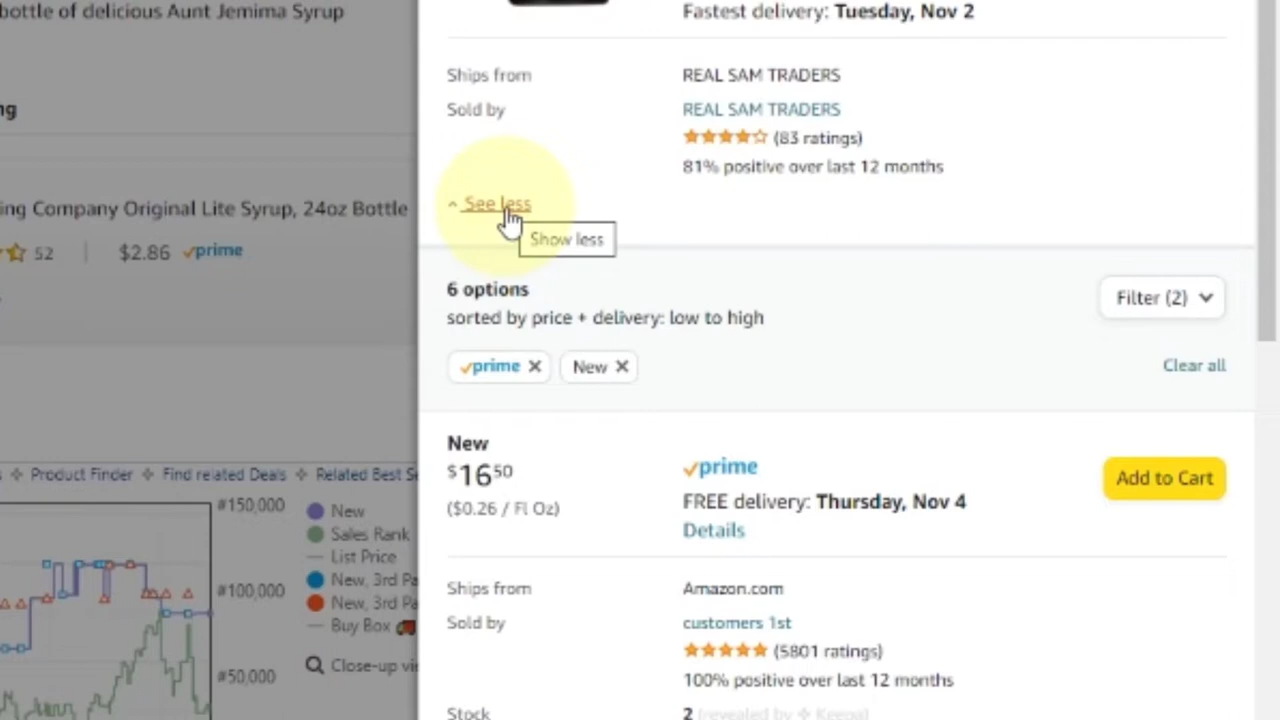 bottle of delicious Aunt Jemima Syrup
ng
ing Company Original Lite Syrup, 24oz Bottle
52 | $2.86 prime
Product Finder Find related Deals Related Best Se
#150,000
#100,000
#50,000
New
Sales Rank
List Price
New, 3rd Pa
New, 3rd Pa
Buy Box
Close-up vi
Fastest delivery: Tuesday, Nov 2
Ships from REAL SAM TRADERS
Sold by REAL SAM TRADERS
(83 ratings)
81% positive over last 12 months
See less
Show less
6 options
sorted by price + delivery: low to high
Filter (2)
prime × New ×
Clear all
New
$16 50
($0.26 / Fl Oz)
prime
FREE delivery: Thursday, Nov 4
Details
Add to Cart
Ships from Amazon.com
Sold by customers 1st
(5801 ratings)
100% positive over last 12 months
Stock 2 (revealed by Keepa)